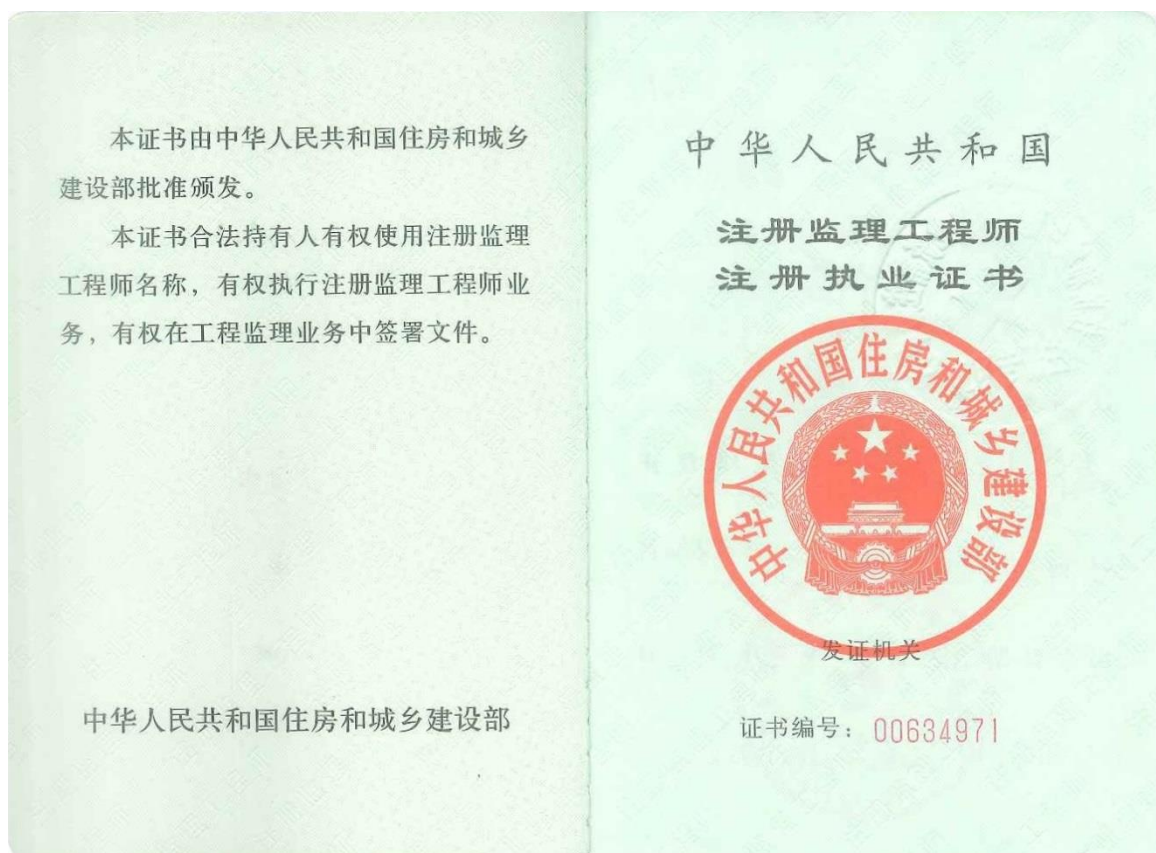 本证书由中华人民共和国住房和城乡
建设部批准颁发。
本证书合法持有人有权使用注册监理
工程师名称，有权执行注册监理工程师业
务，有权在工程监理业务中签署文件。
中华人民共和国住房和城乡建设部
中华人民共和国
注册监理工程师
注册执业证书
中华人民共和国住房和城乡建设部
发证机关
证书编号：00634971